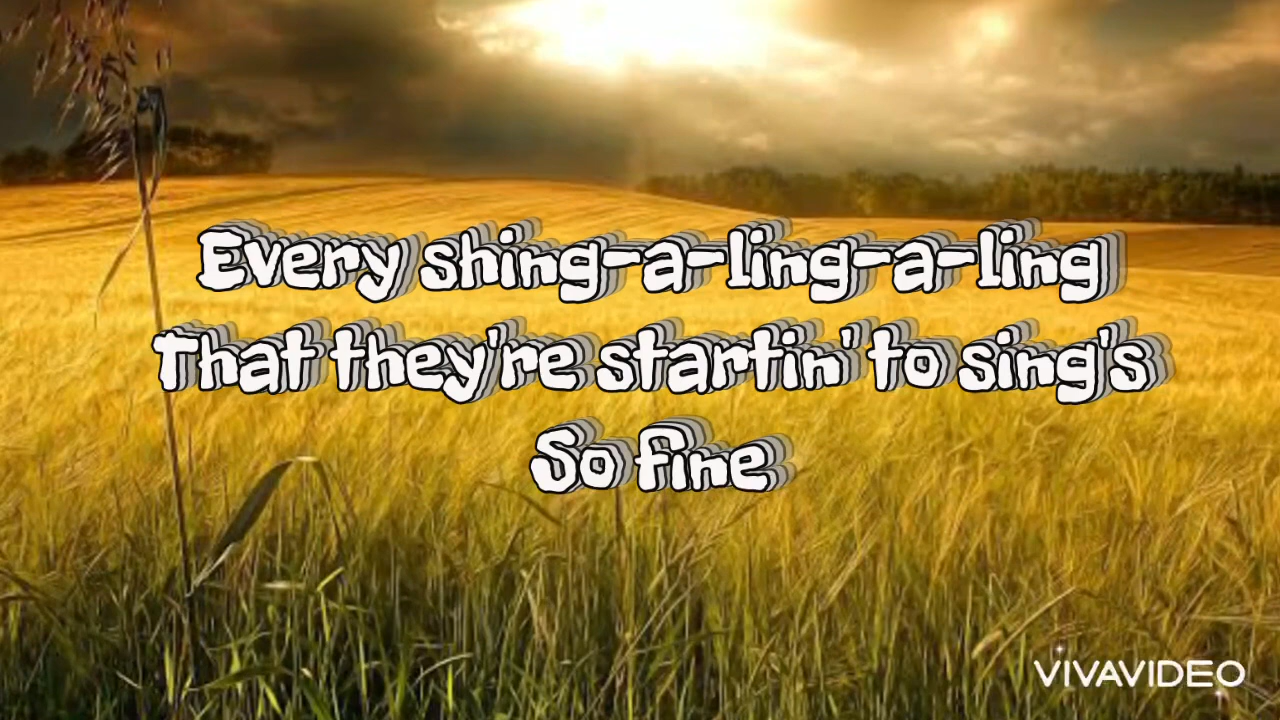 Every shing-a-ling-a-ling
That they're startin' to sing's
So fine
VIVAVIDEO